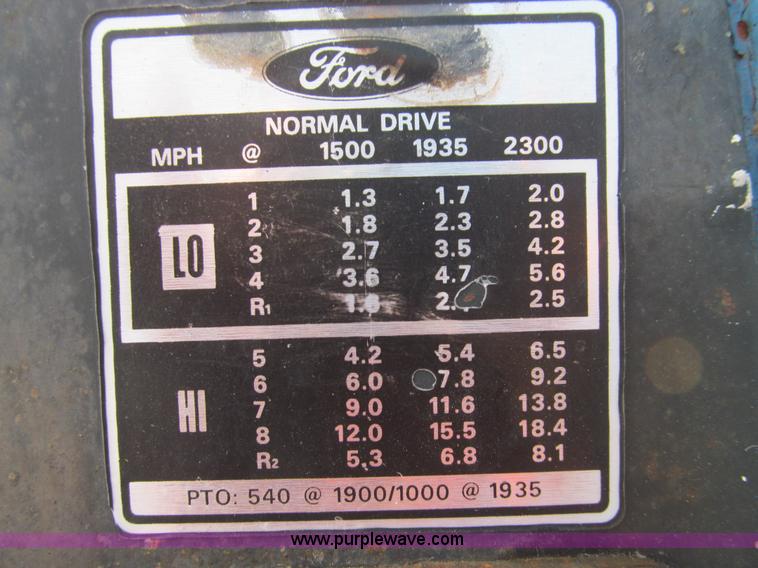 Ford
NORMAL DRIVE
MPH @ 1500 1935 2300
1 1.3 1.7 2.0
2 1.8 2.3 2.8
LO 3 2.7 3.5 4.2
4 3.6 4.7 5.6
R1 2.5
5 4.2 5.4 6.5
6 6.0 7.8 9.2
HI 7 9.0 11.6 13.8
8 12.0 15.5 18.4
R2 5.3 6.8 8.1
PTO: 540 @ 1900/1000 @ 1935
www.purplewave.com